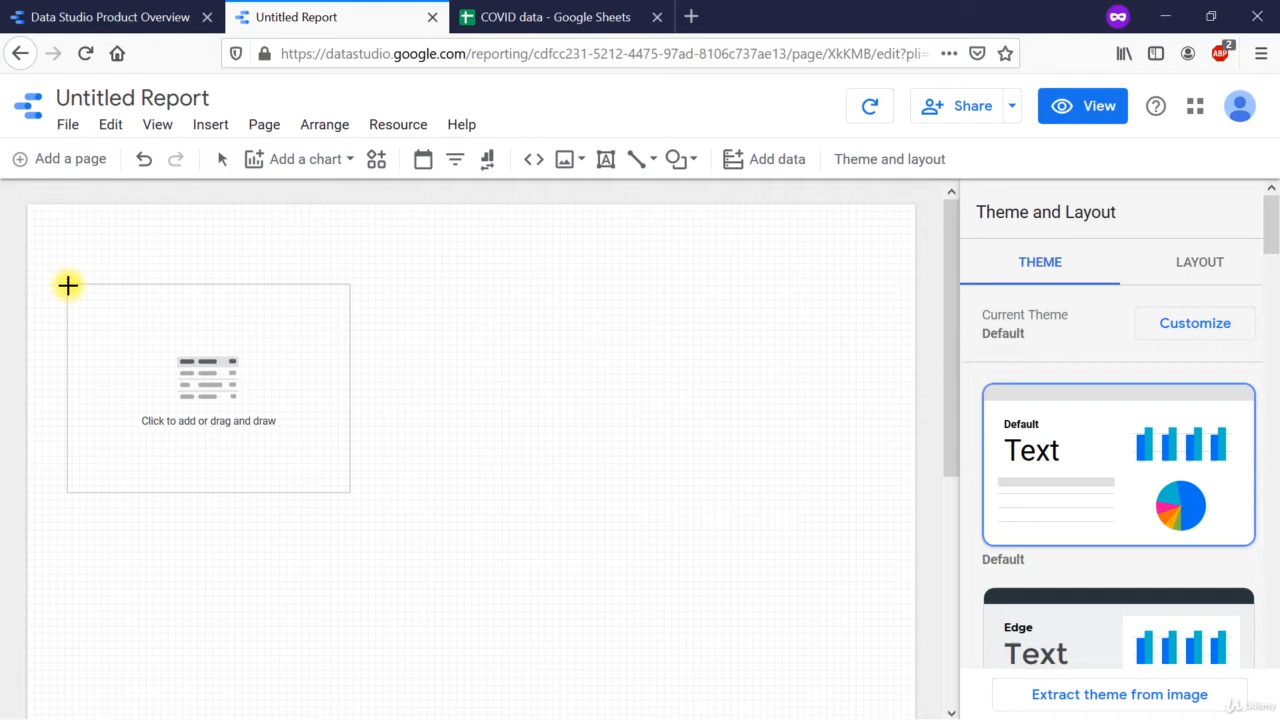 Data Studio Product Overview
Untitled Report
COVID data - Google Sheets
https://datastudio.google.com/reporting/cdfcc231-5212-4475-97ad-8106c737ae13/page/XkKMB/edit?pli=
ABP
2
Untitled Report
Share
View
File Edit View Insert Page Arrange Resource Help
Add a page
Add a chart
Add data
Theme and layout
Theme and Layout
THEME LAYOUT
Current Theme
Default
Customize
Click to add or drag and draw
Default
Text
Default
Edge
Text
Extract theme from image
Udemy